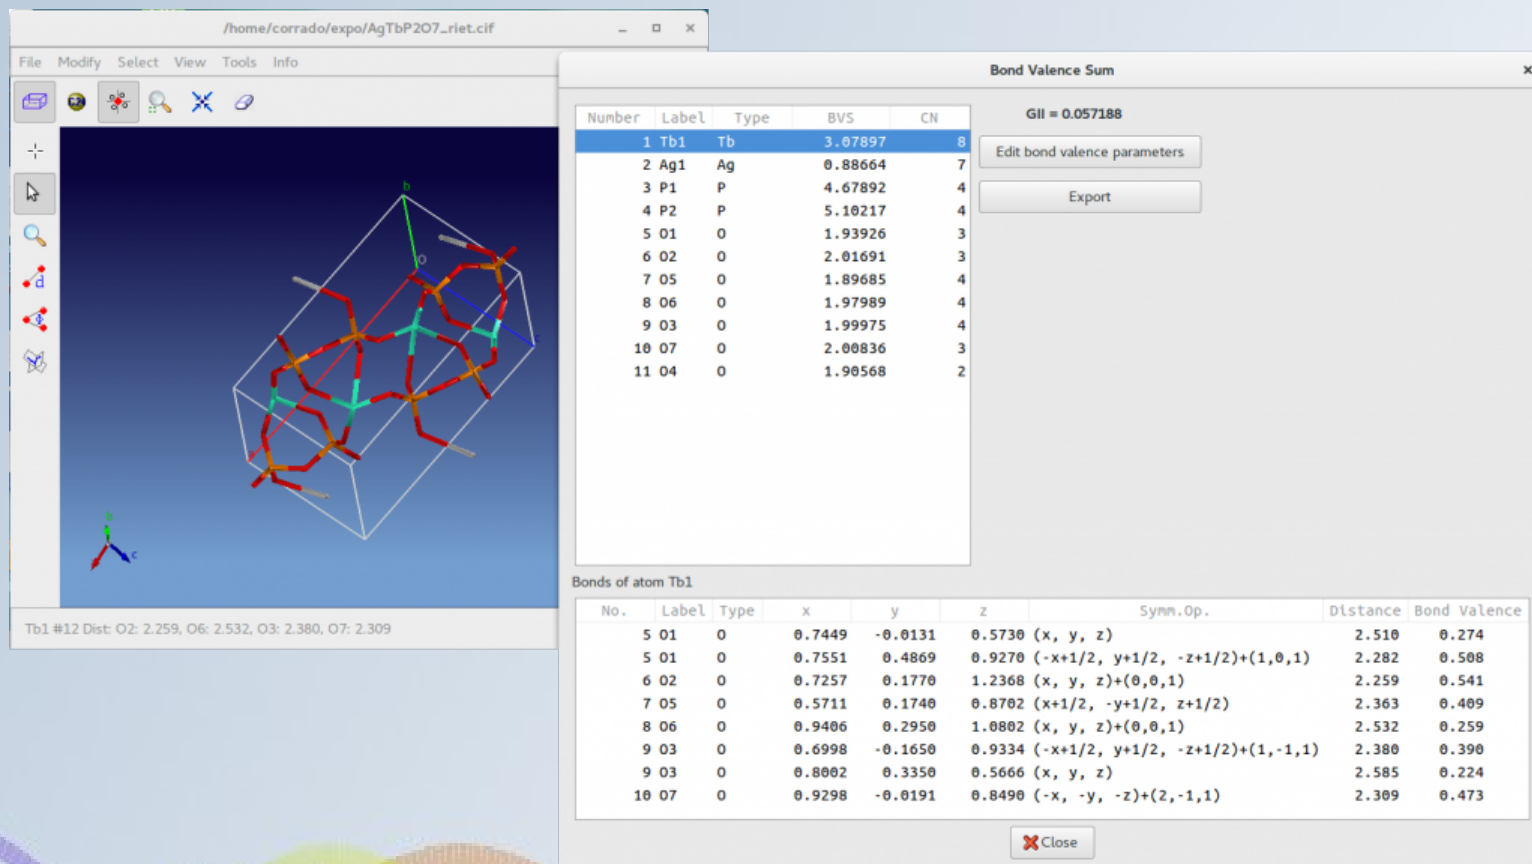 /home/corrado/expo/AgTbP2O7_riet.cif
File Modify Select View Tools Info
b
O
c
c
Tb1 #12 Dist: O2: 2.259, O6: 2.532, O3: 2.380, O7: 2.309
Bond Valence Sum
Number Label Type BVS CN
1 Tb1 Tb 3.07897 8
2 Ag1 Ag 0.88664 7
3 P1 P 4.67892 4
4 P2 P 5.10217 4
5 O1 O 1.93926 3
6 O2 O 2.01691 3
7 O5 O 1.89685 4
8 O6 O 1.97989 4
9 O3 O 1.99975 4
10 O7 O 2.00836 3
11 O4 O 1.90568 2
GII = 0.057188
Edit bond valence parameters
Export
Bonds of atom Tb1
No. Label Type x y z Symm.Op. Distance Bond Valence
5 O1 O 0.7449 -0.0131 0.5730 (x, y, z) 2.510 0.274
5 O1 O 0.7551 0.4869 0.9270 (-x+1/2, y+1/2, -z+1/2)+(1,0,1) 2.282 0.508
6 O2 O 0.7257 0.1770 1.2368 (x, y, z)+(0,0,1) 2.259 0.541
7 O5 O 0.5711 0.1740 0.8702 (x+1/2, -y+1/2, z+1/2) 2.363 0.409
8 O6 O 0.9406 0.2950 1.0802 (x, y, z)+(0,0,1) 2.532 0.259
9 O3 O 0.6998 -0.1650 0.9334 (-x+1/2, y+1/2, -z+1/2)+(1,-1,1) 2.380 0.390
9 O3 O 0.8002 0.3350 0.5666 (x, y, z) 2.585 0.224
10 O7 O 0.9298 -0.0191 0.8490 (-x, -y, -z)+(2,-1,1) 2.309 0.473
Close